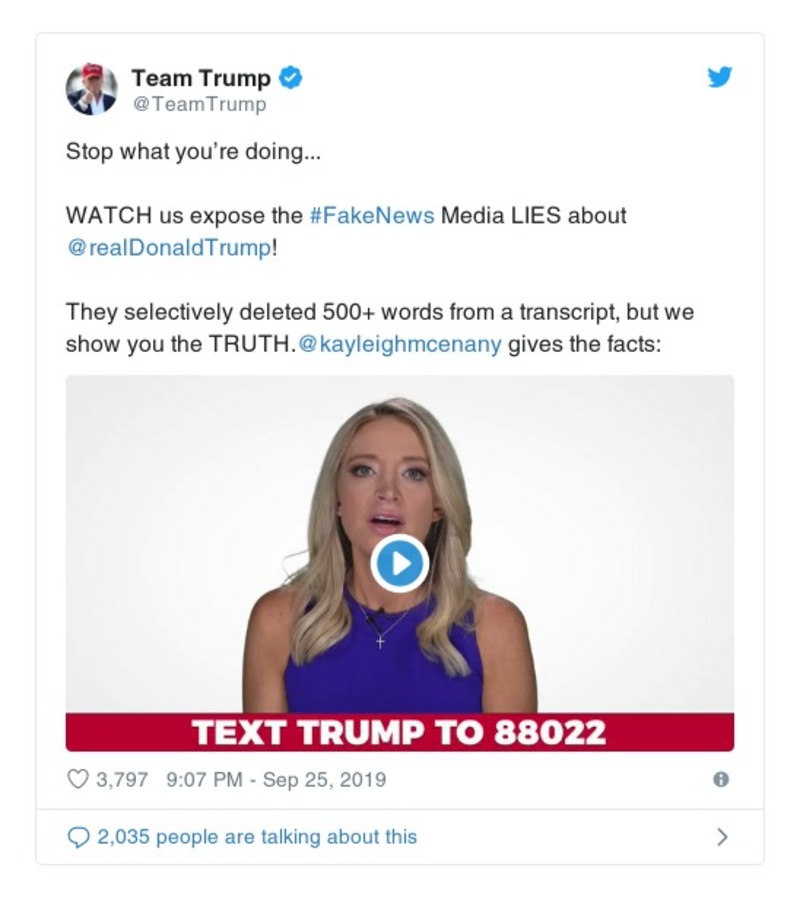 Team Trump
@TeamTrump
Stop what you’re doing...
WATCH us expose the #FakeNews Media LIES about
@realDonaldTrump!
They selectively deleted 500+ words from a transcript, but we
show you the TRUTH.@kayleighmcenany gives the facts:
TEXT TRUMP TO 88022
3,797 9:07 PM - Sep 25, 2019
2,035 people are talking about this